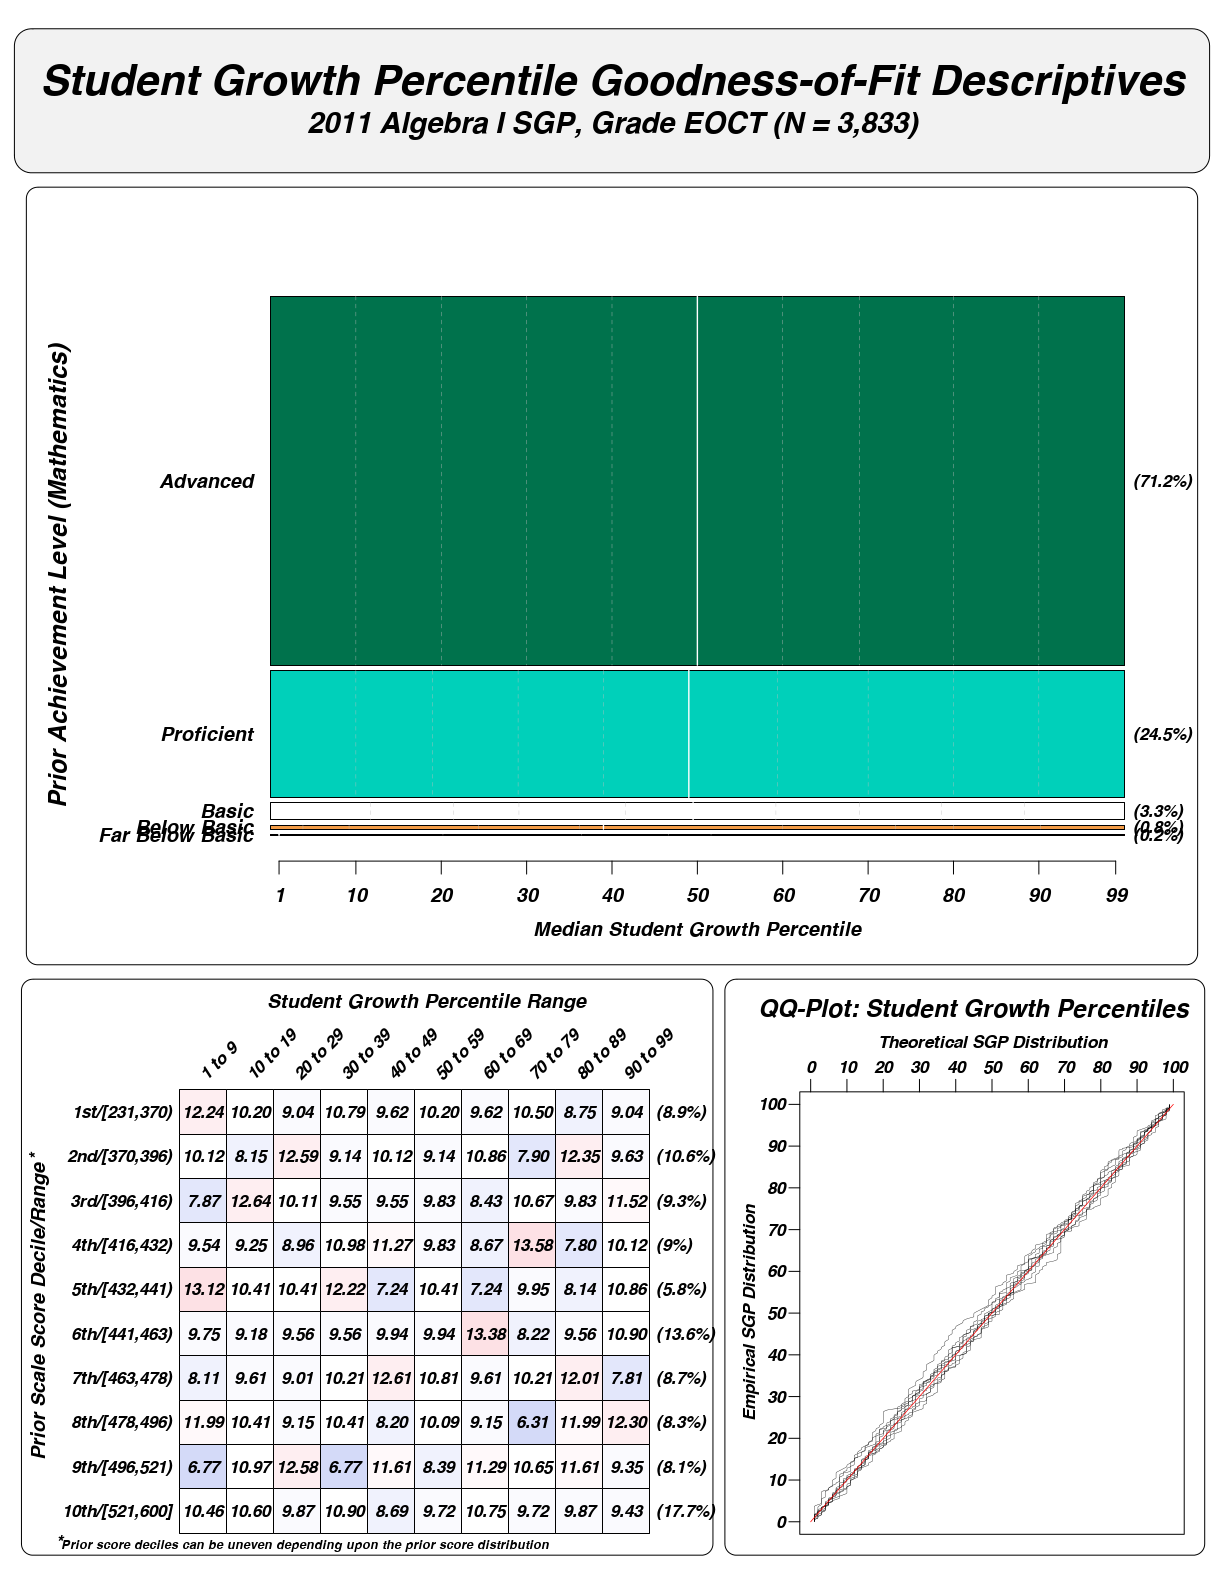 Student Growth Percentile Goodness-of-Fit Descriptives
2011 Algebra I SGP, Grade EOCT (N = 3,833)
Prior Achievement Level (Mathematics)
Advanced (71.2%)
Proficient (24.5%)
Basic (3.3%)
Below Basic (0.8%)
Far Below Basic (0.2%)
1 10 20 30 40 50 60 70 80 90 99
Median Student Growth Percentile
Student Growth Percentile Range
1 to 9 10 to 19 20 to 29 30 to 39 40 to 49 50 to 59 60 to 69 70 to 79 80 to 89 90 to 99
Prior Scale Score Decile/Range*
1st/[231,370) 12.24 10.20 9.04 10.79 9.62 10.20 9.62 10.50 8.75 9.04 (8.9%)
2nd/[370,396) 10.12 8.15 12.59 9.14 10.12 9.14 10.86 7.90 12.35 9.63 (10.6%)
3rd/[396,416) 7.87 12.64 10.11 9.55 9.55 9.83 8.43 10.67 9.83 11.52 (9.3%)
4th/[416,432) 9.54 9.25 8.96 10.98 11.27 9.83 8.67 13.58 7.80 10.12 (9%)
5th/[432,441) 13.12 10.41 10.41 12.22 7.24 10.41 7.24 9.95 8.14 10.86 (5.8%)
6th/[441,463) 9.75 9.18 9.56 9.56 9.94 9.94 13.38 8.22 9.56 10.90 (13.6%)
7th/[463,478) 8.11 9.61 9.01 10.21 12.61 10.81 9.61 10.21 12.01 7.81 (8.7%)
8th/[478,496) 11.99 10.41 9.15 10.41 8.20 10.09 9.15 6.31 11.99 12.30 (8.3%)
9th/[496,521) 6.77 10.97 12.58 6.77 11.61 8.39 11.29 10.65 11.61 9.35 (8.1%)
10th/[521,600] 10.46 10.60 9.87 10.90 8.69 9.72 10.75 9.72 9.87 9.43 (17.7%)
*Prior score deciles can be uneven depending upon the prior score distribution
QQ-Plot: Student Growth Percentiles
Theoretical SGP Distribution
0 10 20 30 40 50 60 70 80 90 100
Empirical SGP Distribution
100
90
80
70
60
50
40
30
20
10
0